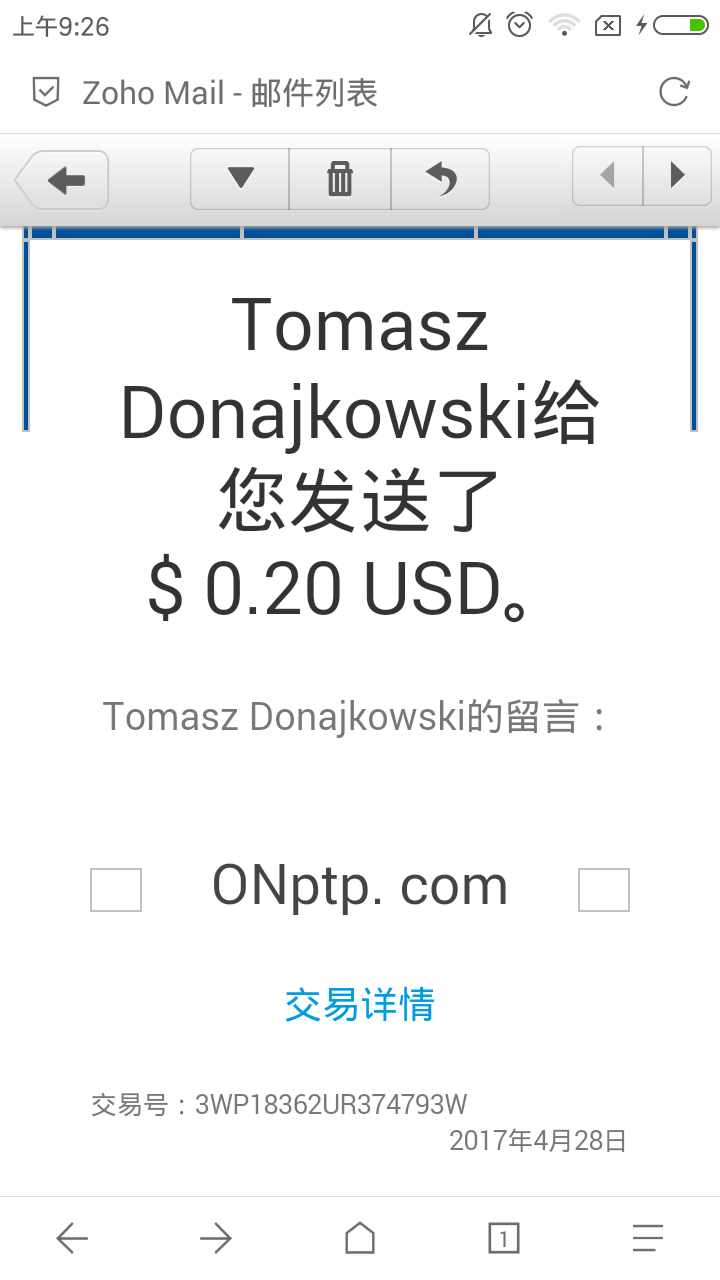 上午9:26
Zoho Mail - 邮件列表
Tomasz
Donajkowski给
您发送了
$ 0.20 USD。
Tomasz Donajkowski的留言：
ONptp. com
交易详情
交易号：3WP18362UR374793W
2017年4月28日
1